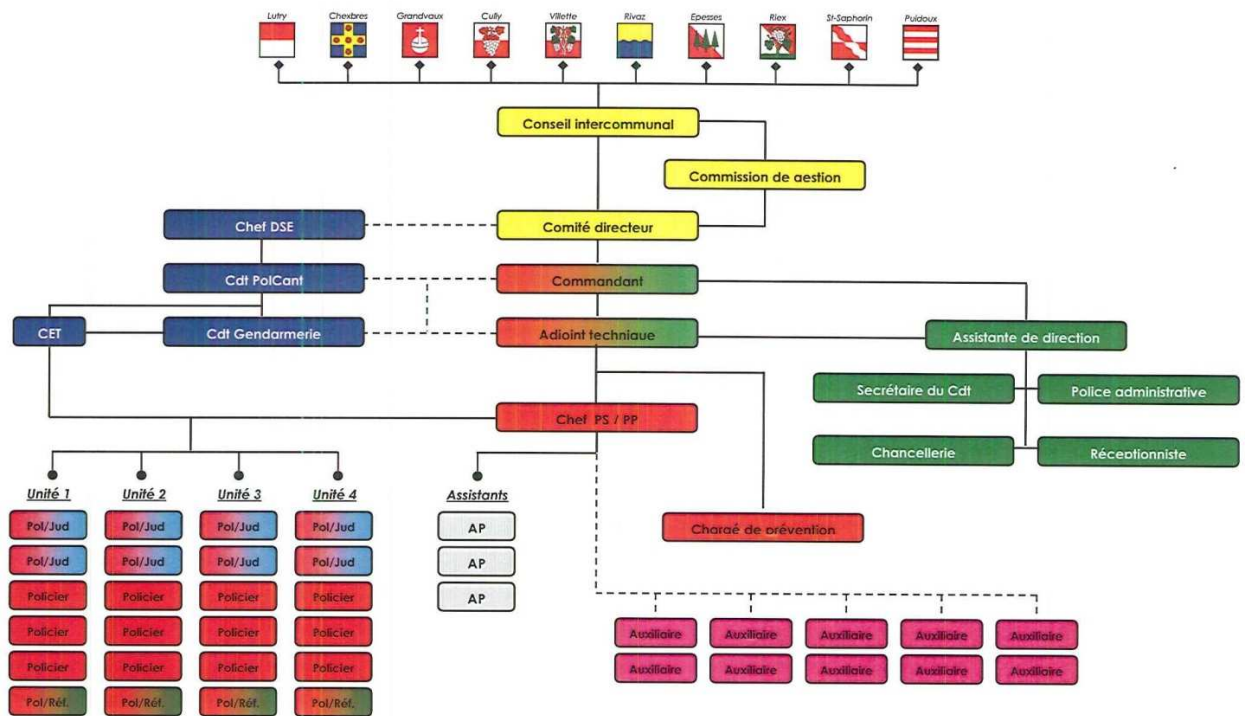 Lutry
Chexbres
Grandvaux
Cully
Villette
Rivaz
Epesses
Riex
St-Saphorin
Puidoux
Conseil intercommunal
Commission de gestion
Chef DSE
Comité directeur
Cdt PolCant
Commandant
CET
Cdt Gendarmerie
Adjoint technique
Assistante de direction
Secrétaire du Cdt
Police administrative
Chef PS / PP
Chancellerie
Réceptionniste
Unité 1
Unité 2
Unité 3
Unité 4
Assistants
Pol/Jud
Pol/Jud
Pol/Jud
Pol/Jud
AP
Chargé de prévention
Pol/Jud
Pol/Jud
Pol/Jud
Pol/Jud
AP
Policier
Policier
Policier
Policier
AP
Policier
Policier
Policier
Policier
Auxiliaire
Auxiliaire
Auxiliaire
Auxiliaire
Auxiliaire
Policier
Policier
Policier
Policier
Auxiliaire
Auxiliaire
Auxiliaire
Auxiliaire
Auxiliaire
Pol/Réf.
Pol/Réf.
Pol/Réf.
Pol/Réf.